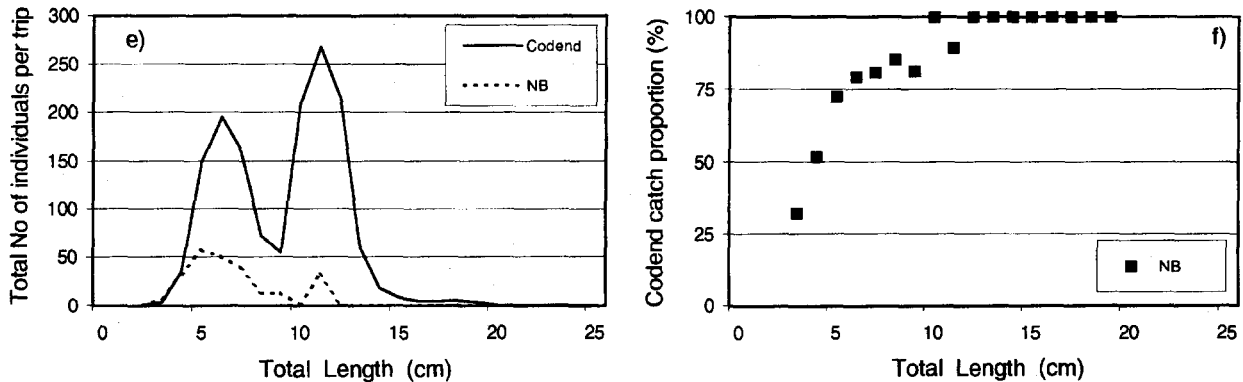 e)
Total No of individuals per trip
300
250
200
150
100
50
0
Codend
NB
0 5 10 15 20 25
Total Length (cm)
f)
Codend catch proportion (%)
100
75
50
25
0
NB
0 5 10 15 20 25
Total Length (cm)